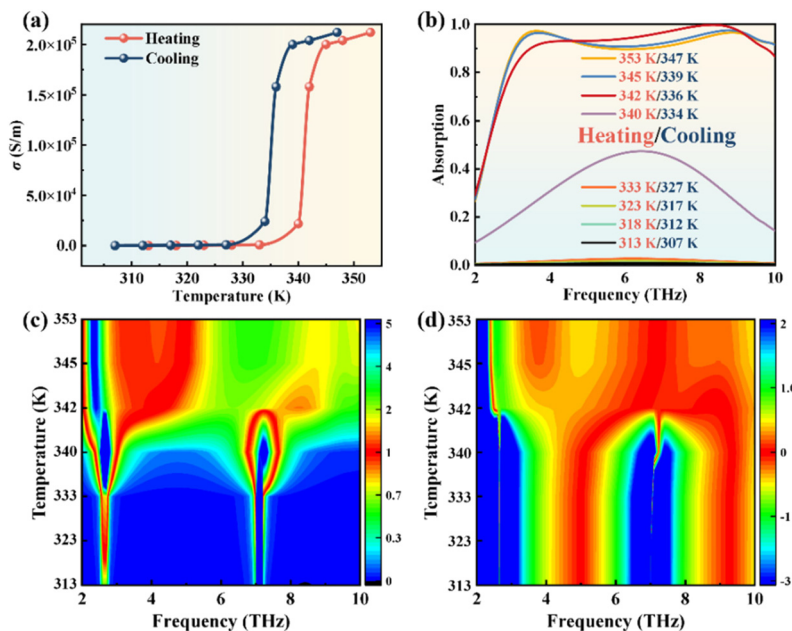 (a)
Heating
Cooling
2.0×10⁵
1.5×10⁵
1.0×10⁵
5.0×10⁴
0.0
σ (S/m)
310 320 330 340 350
Temperature (K)
(b)
1.0
0.8
0.6
0.4
0.2
0.0
Absorption
353 K/347 K
345 K/339 K
342 K/336 K
340 K/334 K
Heating/Cooling
333 K/327 K
323 K/317 K
318 K/312 K
313 K/307 K
2 4 6 8 10
Frequency (THz)
(c)
353
345
342
340
333
323
313
Temperature (K)
2 4 6 8 10
Frequency (THz)
5
4
2
1
0.7
0.3
0
(d)
353
345
342
340
333
323
313
Temperature (K)
2 4 6 8 10
Frequency (THz)
2
1.0
0
-1
-3